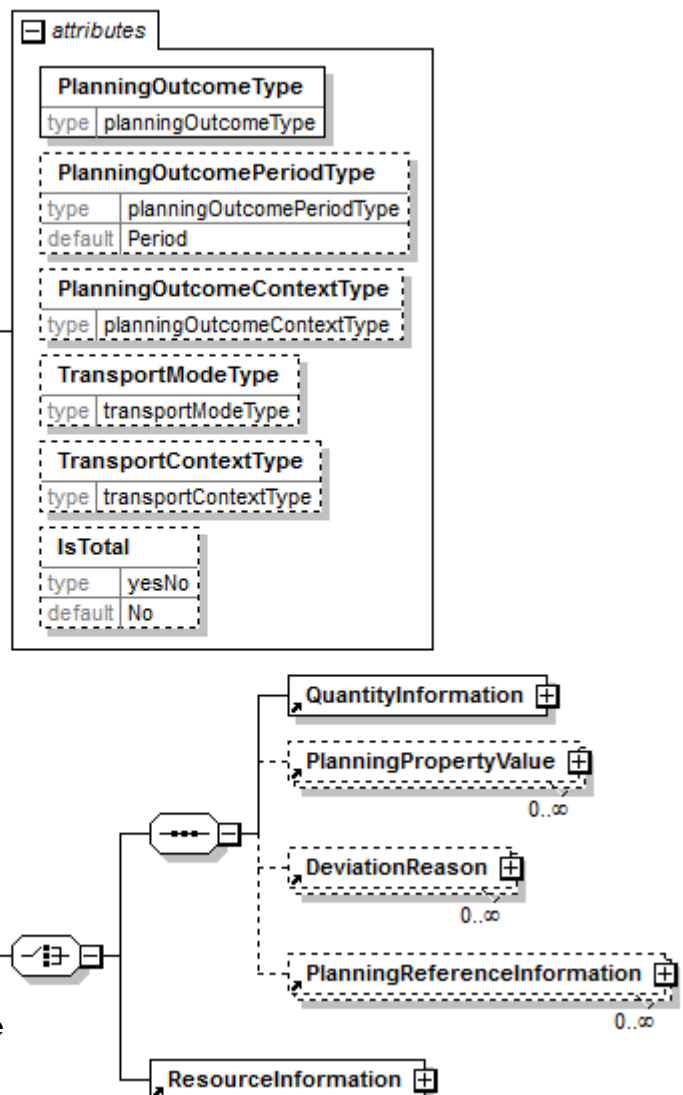 attributes
PlanningOutcomeType
type planningOutcomeType
PlanningOutcomePeriodType
type planningOutcomePeriodType
default Period
PlanningOutcomeContextType
type planningOutcomeContextType
TransportModeType
type transportModeType
TransportContextType
type transportContextType
IsTotal
type yesNo
default No
QuantityInformation
PlanningPropertyValue
0..∞
DeviationReason
0..∞
PlanningReferenceInformation
0..∞
e
ResourceInformation